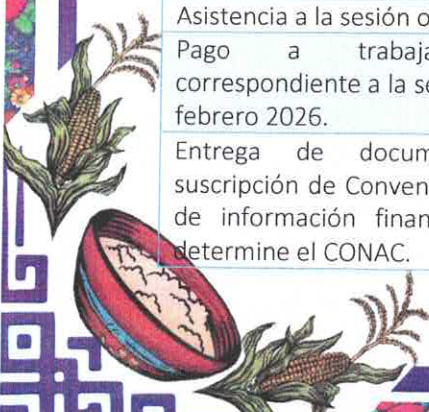 Asistencia a la sesión o
Pago a trabaja
correspondiente a la se
febrero 2026.
Entrega de docum
suscripción de Conven
de información finan
determine el CONAC.